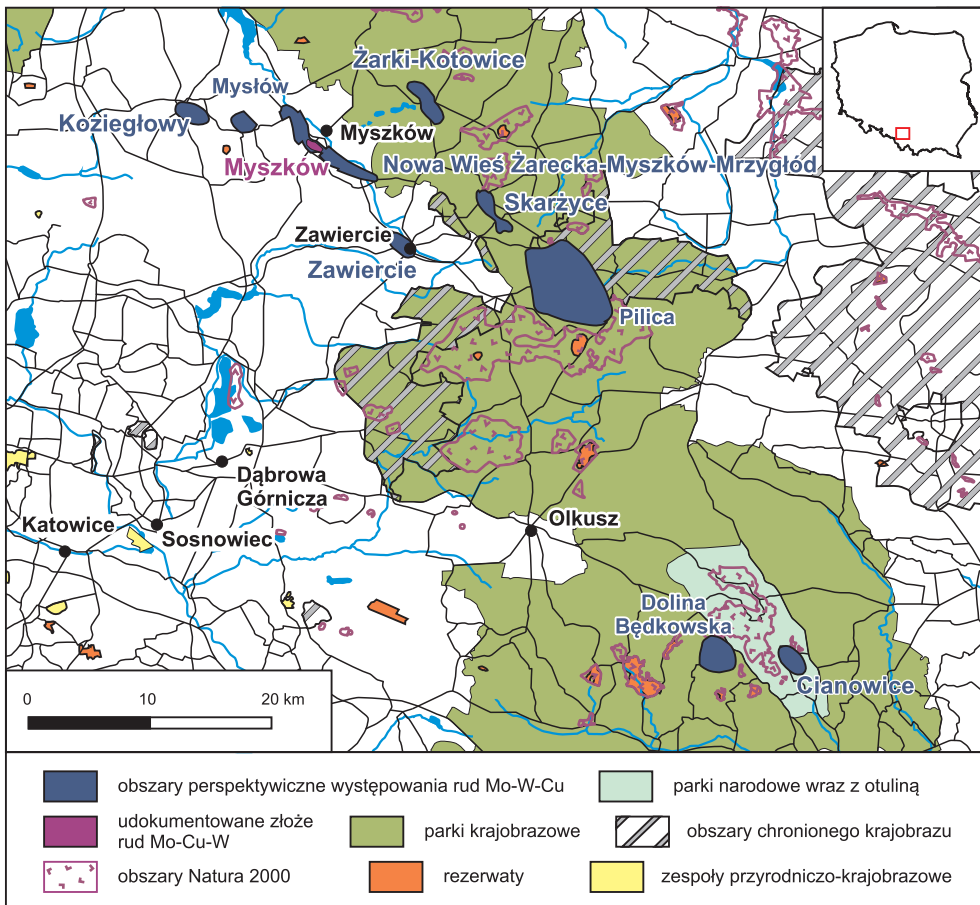 Żarki-Kotowice
Mysłów
Koziegłowy
Myszków
Myszków
Nowa Wieś Żarecka-Myszków-Mrzygłód
Skarżyce
Zawiercie
Zawiercie
Pilica
Dąbrowa
Górnicza
Katowice
Sosnowiec
Olkusz
Dolina
Będkowska
Cianowice
0 10 20 km
obszary perspektywiczne występowania rud Mo-W-Cu
parki narodowe wraz z otuliną
udokumentowane złoże
rud Mo-Cu-W
parki krajobrazowe
obszary chronionego krajobrazu
obszary Natura 2000
rezerwaty
zespoły przyrodniczo-krajobrazowe